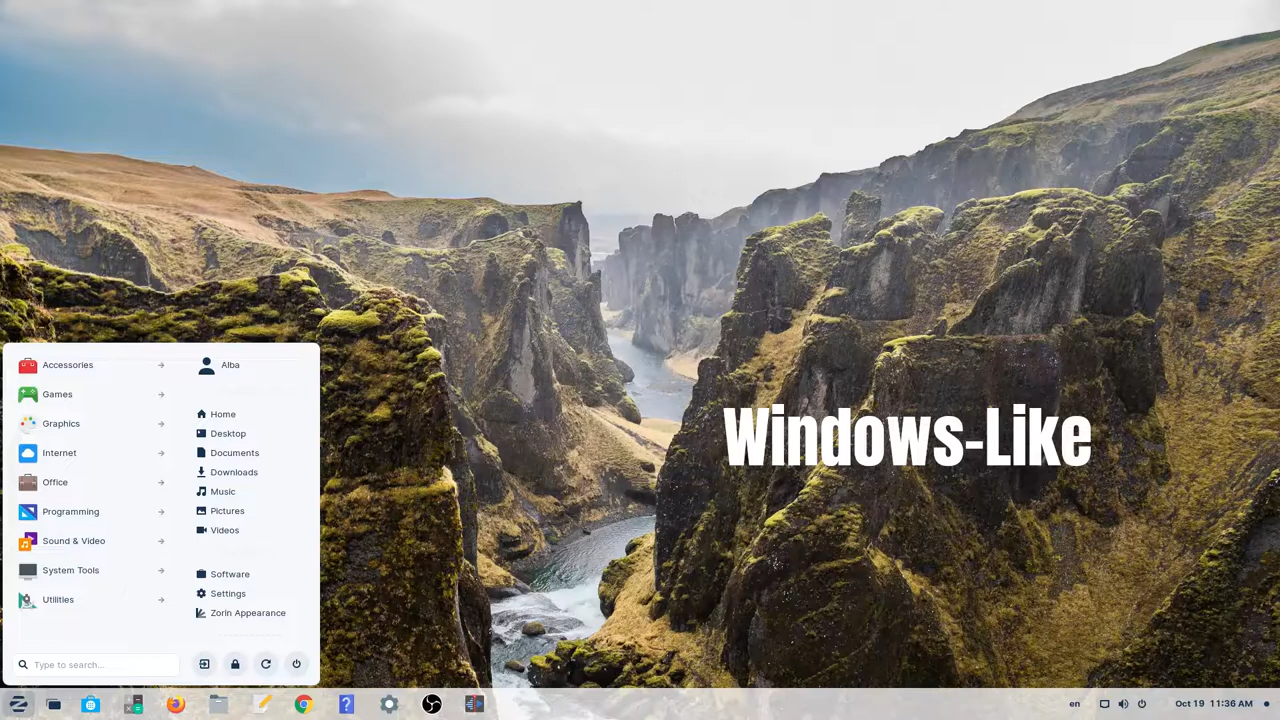 Windows-Like
Accessories
Games
Graphics
Internet
Office
Programming
Sound & Video
System Tools
Utilities
Type to search...
Alba
Home
Desktop
Documents
Downloads
Music
Pictures
Videos
Software
Settings
Zorin Appearance
en
Oct 19 11:36 AM